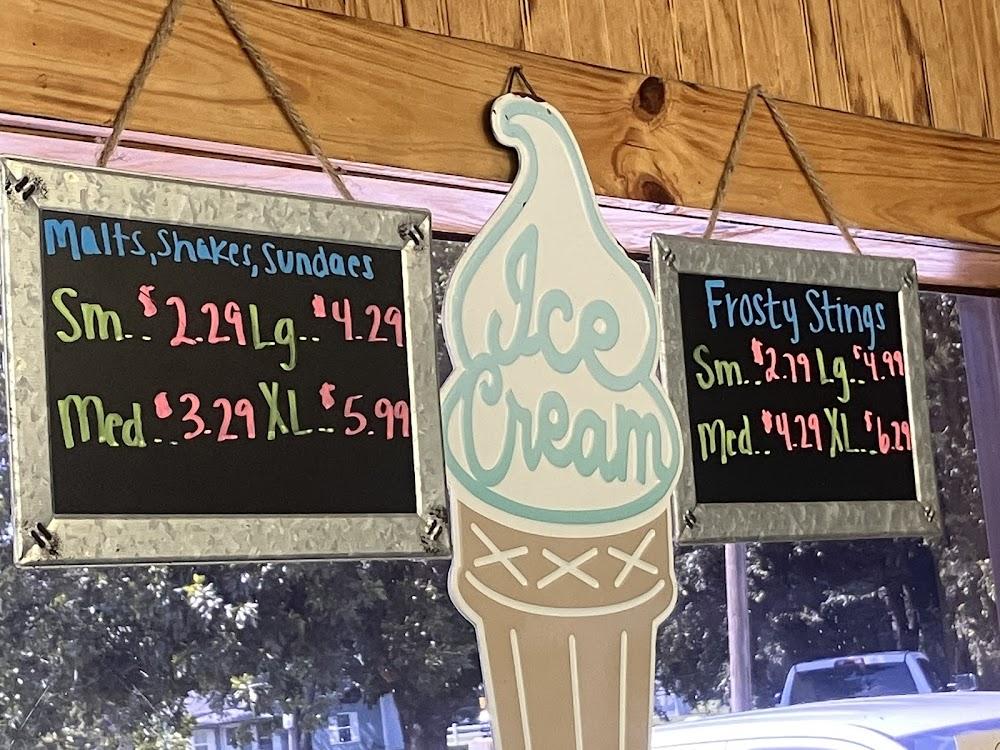 Malts, Shakes, Sundaes
Sm.. $2.29 Lg.. $4.29
Med.. $3.29 XL.. $5.99
Ice
Cream
Frosty Stings
Sm.. $2.79 Lg.. $4.99
Med.. $4.29 XL.. $6.29